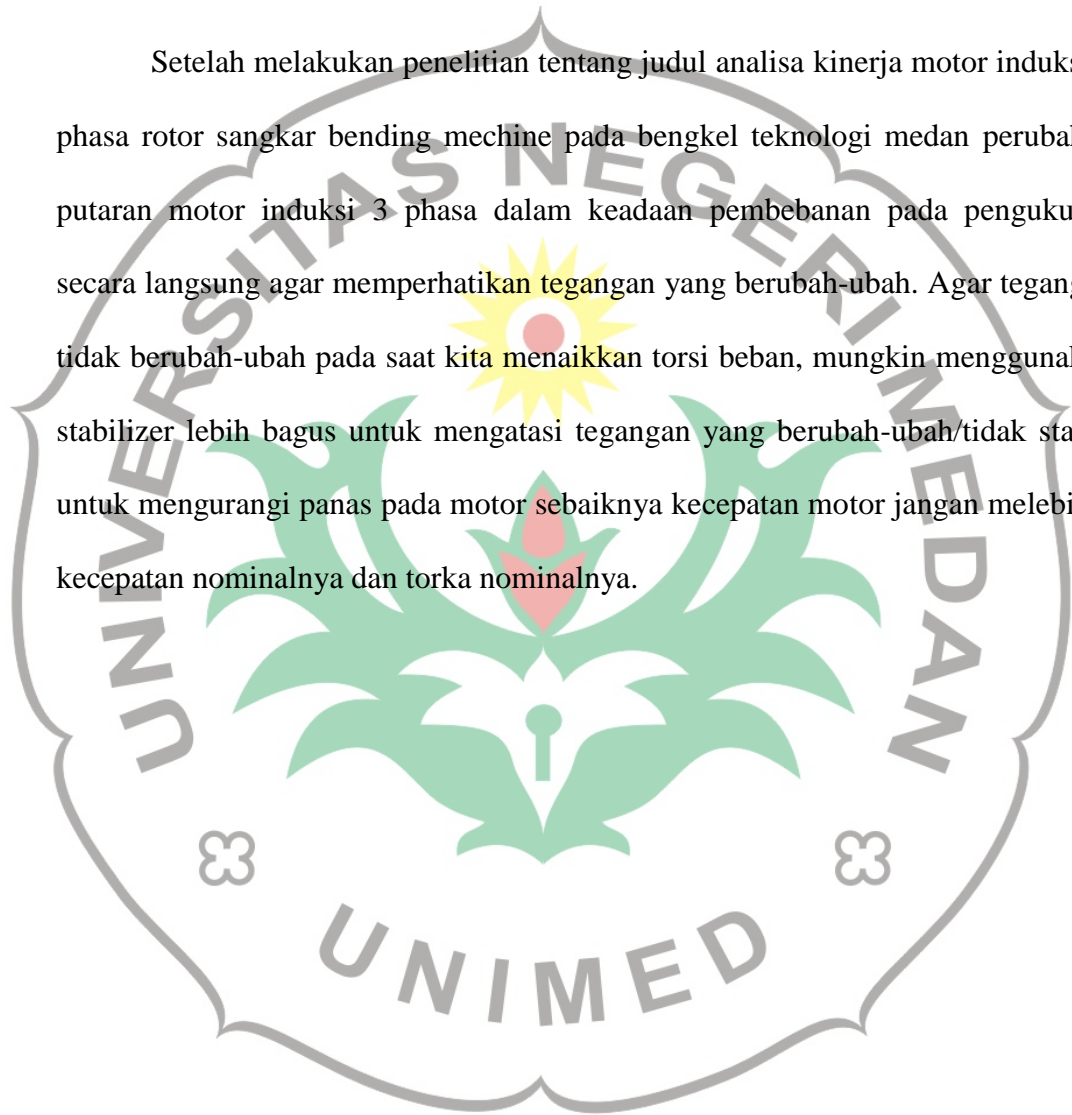 Setelah melakukan penelitian tentang judul analisa kinerja motor induks
phasa rotor sangkar bending mechine pada bengkel teknologi medan perubal
putaran motor induksi 3 phasa dalam keadaan pembebanan pada penguku
secara langsung agar memperhatikan tegangan yang berubah-ubah. Agar tegang
tidak berubah-ubah pada saat kita menaikkan torsi beban, mungkin menggunal
stabilizer lebih bagus untuk mengatasi tegangan yang berubah-ubah/tidak sta
untuk mengurangi panas pada motor sebaiknya kecepatan motor jangan melebi
kecepatan nominalnya dan torka nominalnya.
UNIVERSITAS NEGERI MEDAN
UNIMED